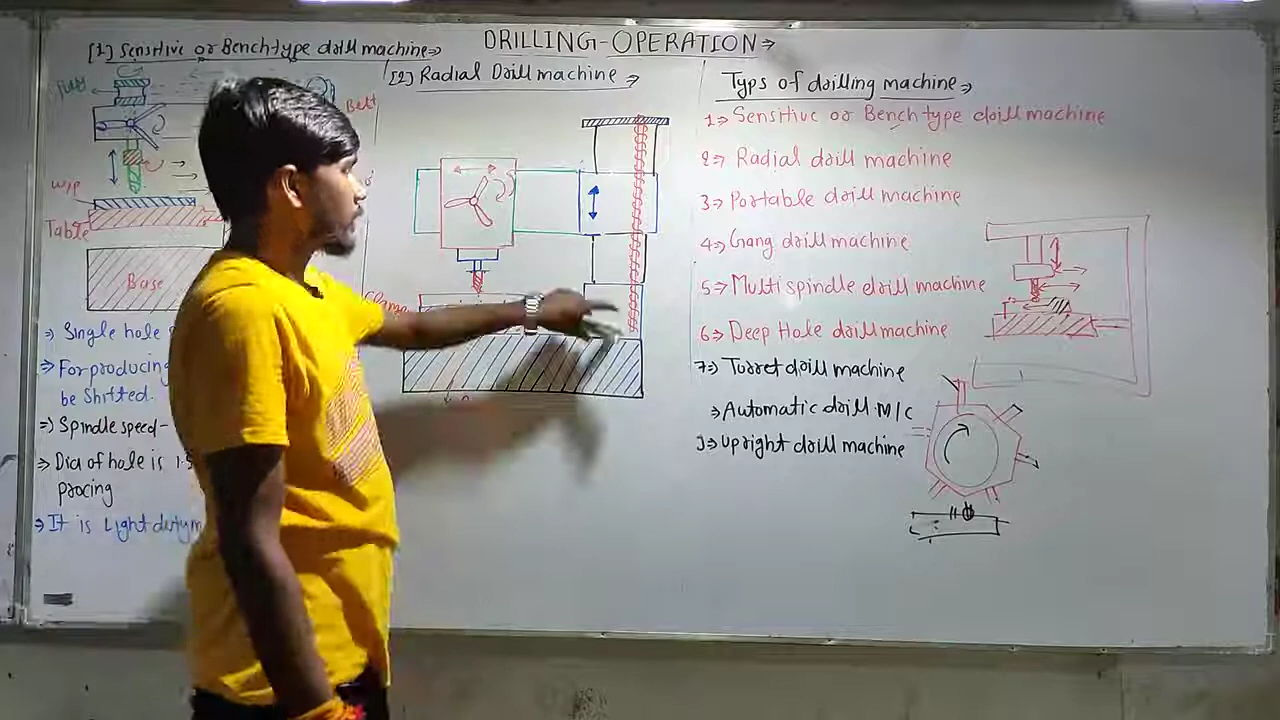 DRILLING-OPERATION
[1] Sensitive or Bench type drill machine
Belt
W/P
Table
Base
⇒ Single hole
⇒ For producing
be Shifted.
⇒ Spindle speed-
⇒ Dia of hole is 1.5
procing
⇒ It is Light duty m
[2] Radial Drill machine
Clamp
Typs of drilling machine
1⇒ Sensitive or Bench type drill machine
2⇒ Radial drill machine
3⇒ Portable drill machine
4⇒ Gang drill machine
5⇒ Multi spindle drill machine
6⇒ Deep Hole drill machine
7⇒ Turret drill machine
⇒ Automatic drill M/C
9⇒ Upright drill machine